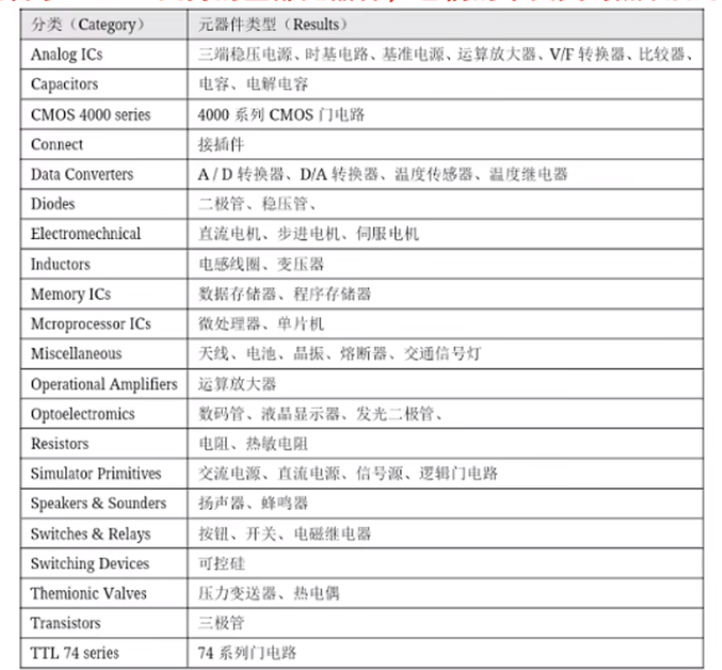 分类（Category） 元器件类型（Results）
Analog ICs 三端稳压电源、时基电路、基准电源、运算放大器、V/F 转换器、比较器、
Capacitors 电容、电解电容
CMOS 4000 series 4000 系列 CMOS 门电路
Connect 接插件
Data Converters A / D 转换器、D/A 转换器、温度传感器、温度继电器
Diodes 二极管、稳压管、
Electromechnical 直流电机、步进电机、伺服电机
Inductors 电感线圈、变压器
Memory ICs 数据存储器、程序存储器
Mcroprocessor ICs 微处理器、单片机
Miscellaneous 天线、电池、晶振、熔断器、交通信号灯
Operational Amplifiers 运算放大器
Optoelectromics 数码管、液晶显示器、发光二极管、
Resistors 电阻、热敏电阻
Simulator Primitives 交流电源、直流电源、信号源、逻辑门电路
Speakers & Sounders 扬声器、蜂鸣器
Switches & Relays 按钮、开关、电磁继电器
Switching Devices 可控硅
Themionic Valves 压力变送器、热电偶
Transistors 三极管
TTL 74 series 74 系列门电路